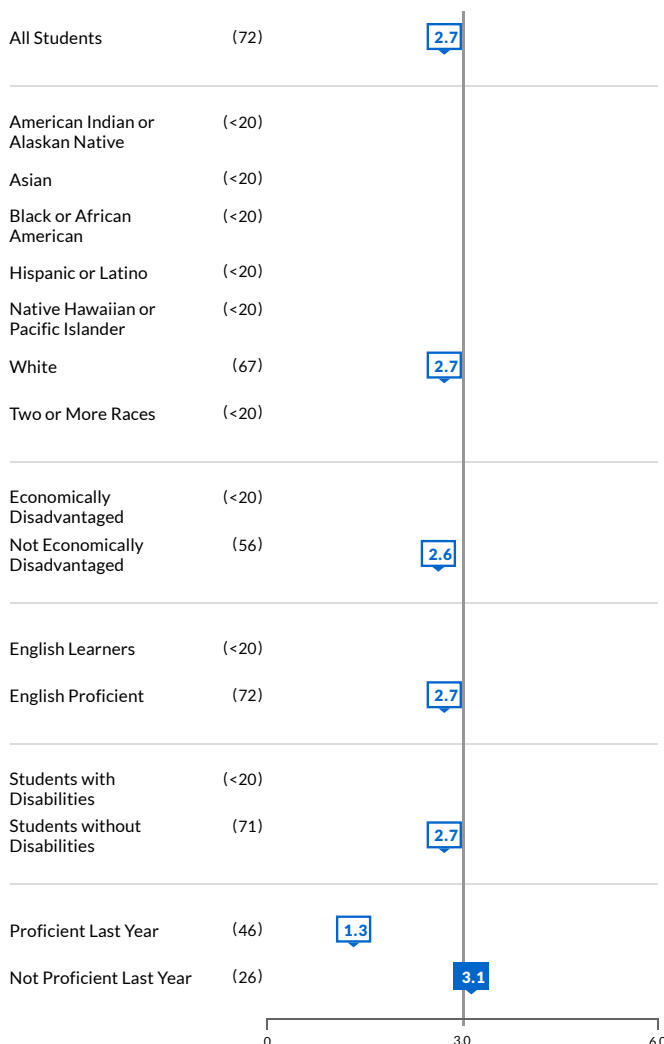 All Students (72) 2.7
American Indian or (<20)
Alaskan Native
Asian (<20)
Black or African (<20)
American
Hispanic or Latino (<20)
Native Hawaiian or (<20)
Pacific Islander
White (67) 2.7
Two or More Races (<20)
Economically (<20)
Disadvantaged
Not Economically (56) 2.6
Disadvantaged
English Learners (<20)
English Proficient (72) 2.7
Students with (<20)
Disabilities
Students without (71) 2.7
Disabilities
Proficient Last Year (46) 1.3
Not Proficient Last Year (26) 3.1
0 3.0 6.0